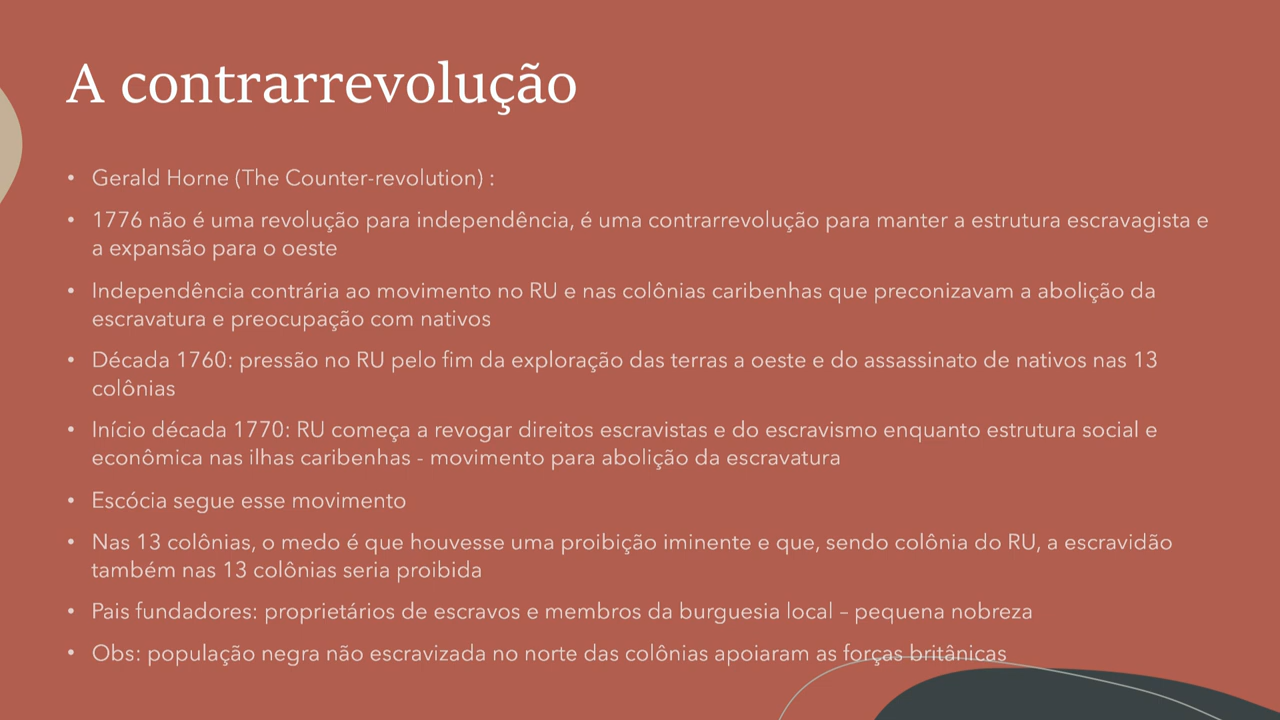 A contrarrevolução
• Gerald Horne (The Counter-revolution) :
• 1776 não é uma revolução para independência, é uma contrarrevolução para manter a estrutura escravagista e
a expansão para o oeste
• Independência contrária ao movimento no RU e nas colônias caribenhas que preconizavam a abolição da
escravatura e preocupação com nativos
• Década 1760: pressão no RU pelo fim da exploração das terras a oeste e do assassinato de nativos nas 13
colônias
• Início década 1770: RU começa a revogar direitos escravistas e do escravismo enquanto estrutura social e
econômica nas ilhas caribenhas - movimento para abolição da escravatura
• Escócia segue esse movimento
• Nas 13 colônias, o medo é que houvesse uma proibição iminente e que, sendo colônia do RU, a escravidão
também nas 13 colônias seria proibida
• Pais fundadores: proprietários de escravos e membros da burguesia local – pequena nobreza
• Obs: população negra não escravizada no norte das colônias apoiaram as forças britânicas